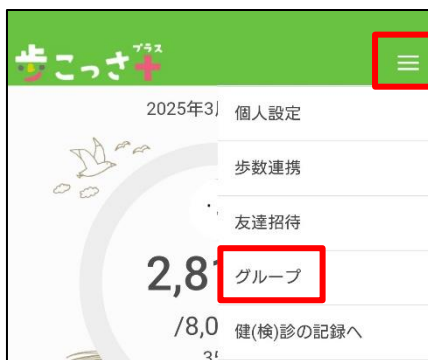 歩こっさ プラス
2025年3月
個人設定
歩数連携
友達招待
2,81
グループ
/8,0
健(検)診の記録へ